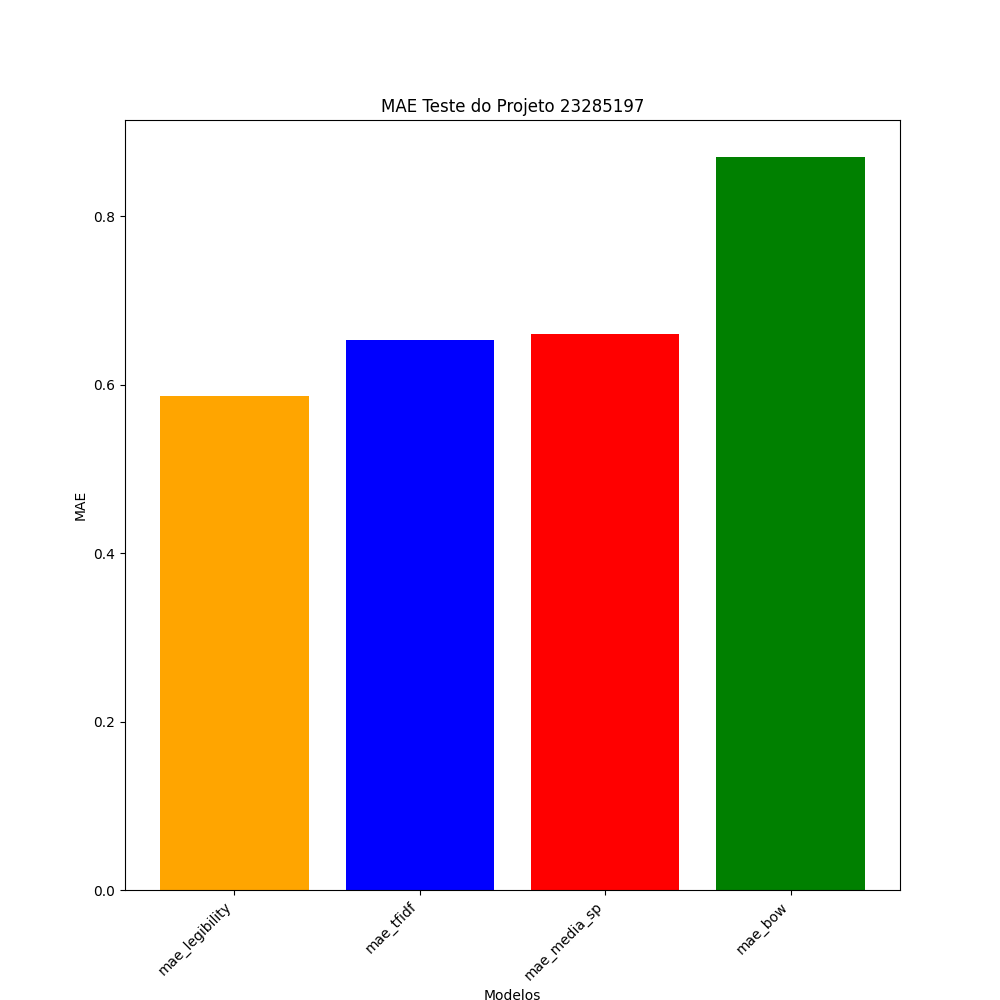 MAE Teste do Projeto 23285197
0.8
0.6
0.4
0.2
0.0
MAE
mae_legibility
mae_tfidf
mae_media_sp
mae_bow
Modelos